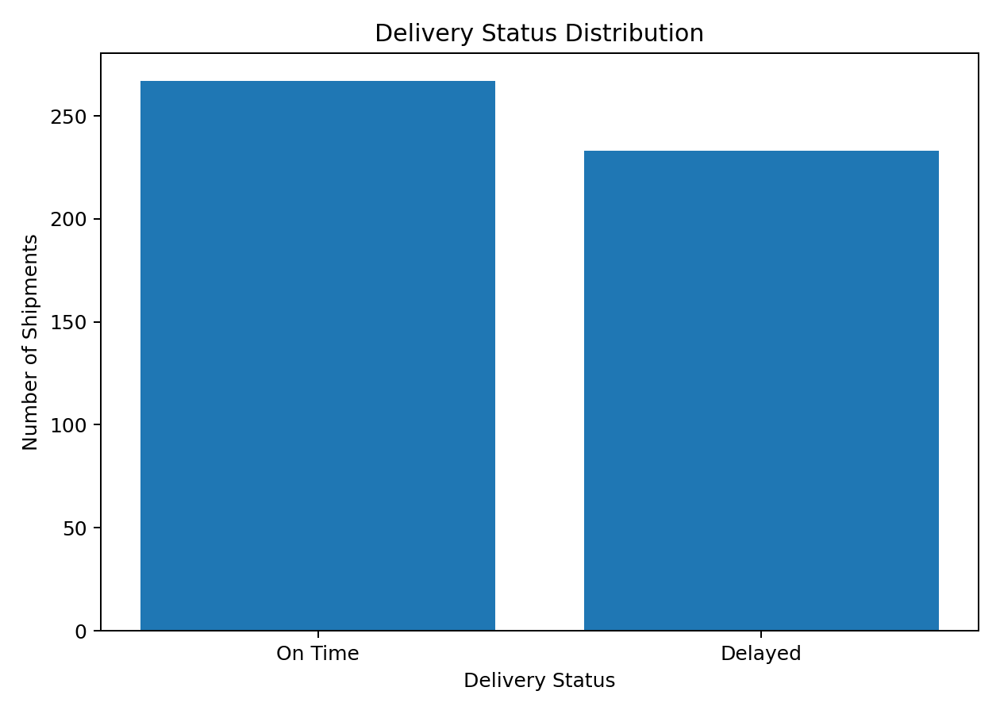 Delivery Status Distribution
Number of Shipments
250
200
150
100
50
0
On Time
Delayed
Delivery Status